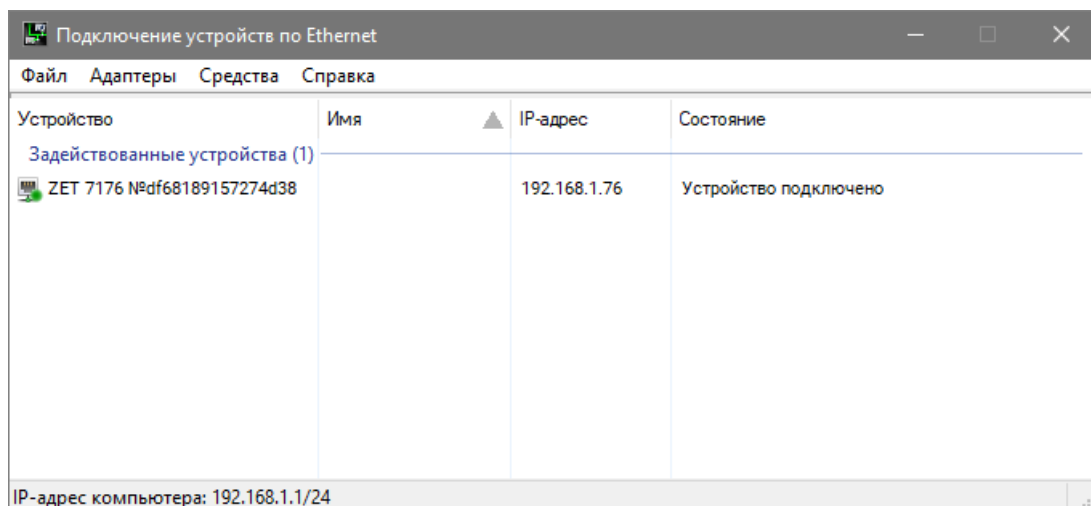 Подключение устройств по Ethernet
Файл Адаптеры Средства Справка
Устройство Имя IP-адрес Состояние
Задействованные устройства (1)
ZET 7176 №df68189157274d38 192.168.1.76 Устройство подключено
IP-адрес компьютера: 192.168.1.1/24